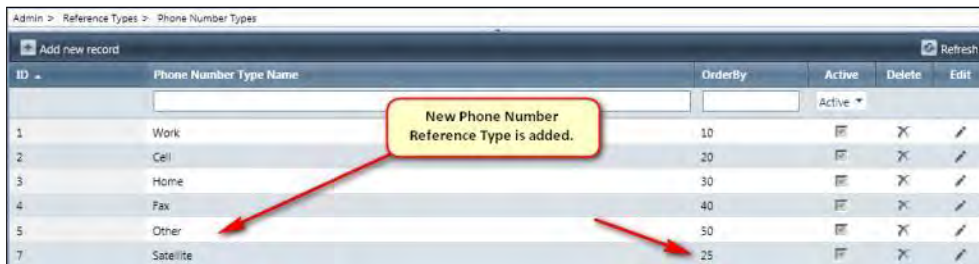 Admin > Reference Types > Phone Number Types
Add new record Refresh
ID Phone Number Type Name OrderBy Active Delete Edit
Active
New Phone Number
Reference Type is added.
1 Work 10
2 Cell 20
3 Home 30
4 Fax 40
5 Other 50
7 Satellite 25